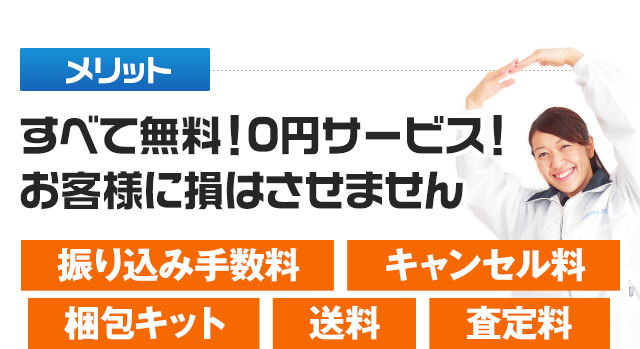 メリット
すべて無料！0円サービス！
お客様に損はさせません
振り込み手数料 キャンセル料
梱包キット 送料 査定料